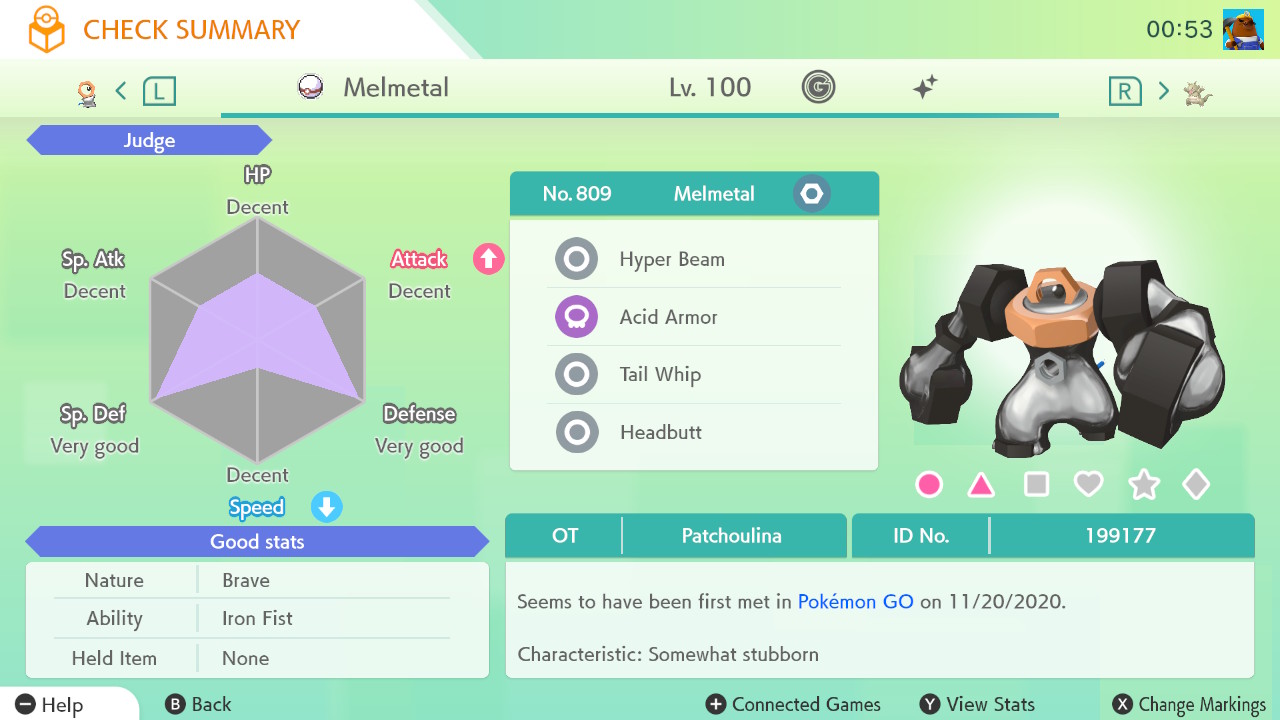 CHECK SUMMARY
00:53
L
Melmetal
Lv. 100
G
R
Judge
HP
Decent
Sp. Atk
Decent
Attack
Decent
Sp. Def
Very good
Defense
Very good
Decent
Speed
Good stats
Nature Brave
Ability Iron Fist
Held Item None
No. 809 Melmetal
Hyper Beam
Acid Armor
Tail Whip
Headbutt
OT Patchoulina
ID No. 199177
Seems to have been first met in Pokémon GO on 11/20/2020.
Characteristic: Somewhat stubborn
Help
B Back
Connected Games
Y View Stats
X Change Markings